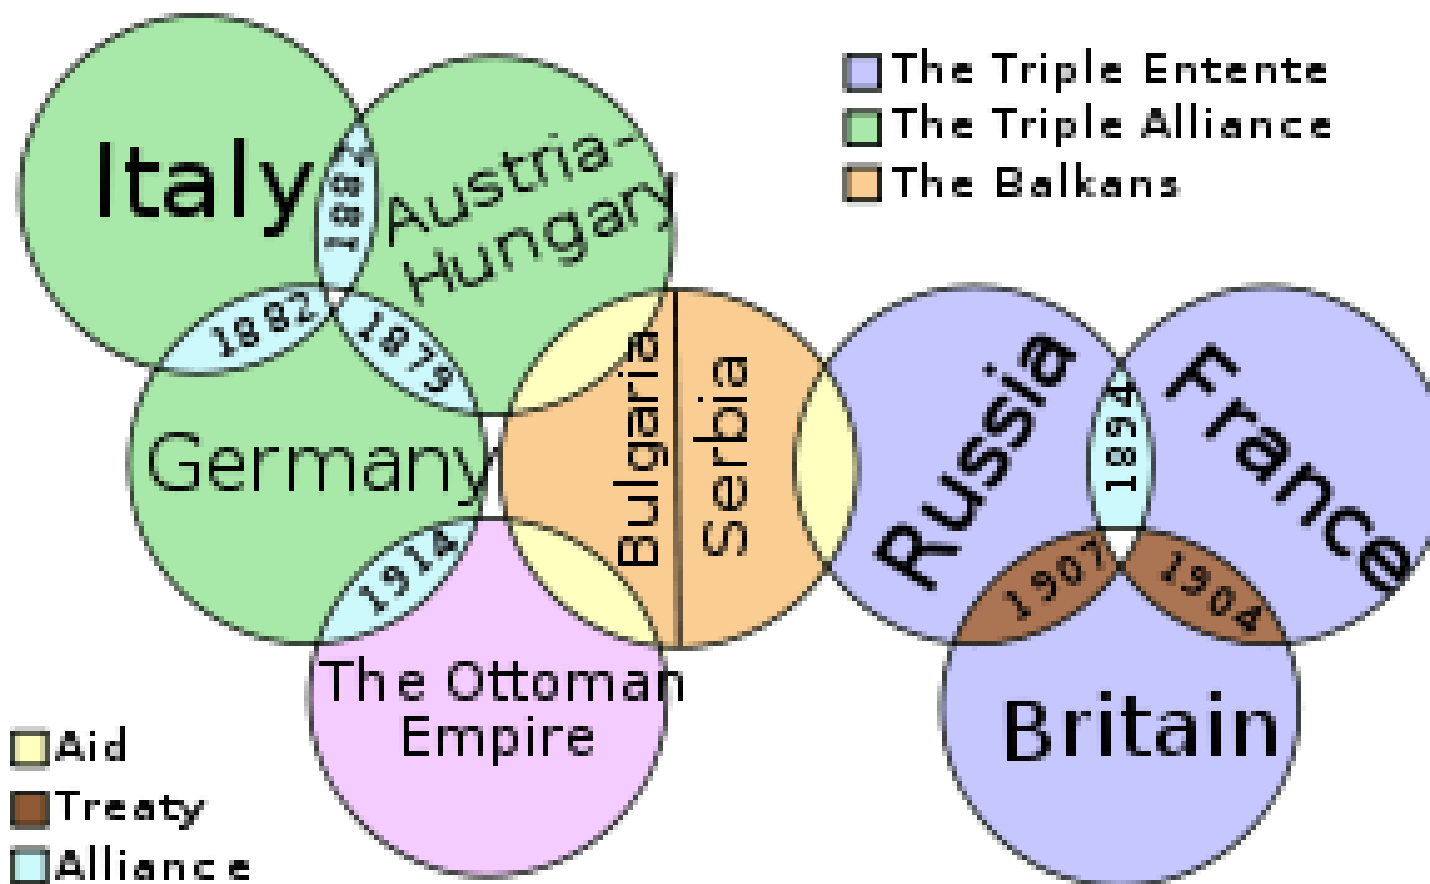 The Triple Entente
The Triple Alliance
The Balkans
Italy
1882
Austria-
Hungary
1882
1879
Germany
Bulgaria
Serbia
Russia
1894
France
1914
1907
1904
The Ottoman
Empire
Britain
Aid
Treaty
Alliance